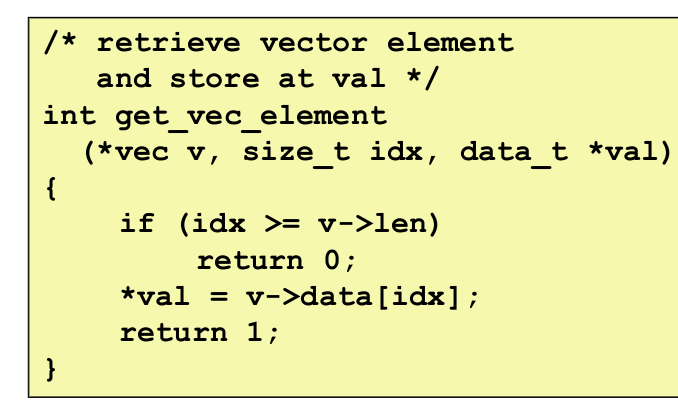 /* retrieve vector element
   and store at val */
int get_vec_element
  (*vec v, size_t idx, data_t *val)
{
    if (idx >= v->len)
        return 0;
    *val = v->data[idx];
    return 1;
}